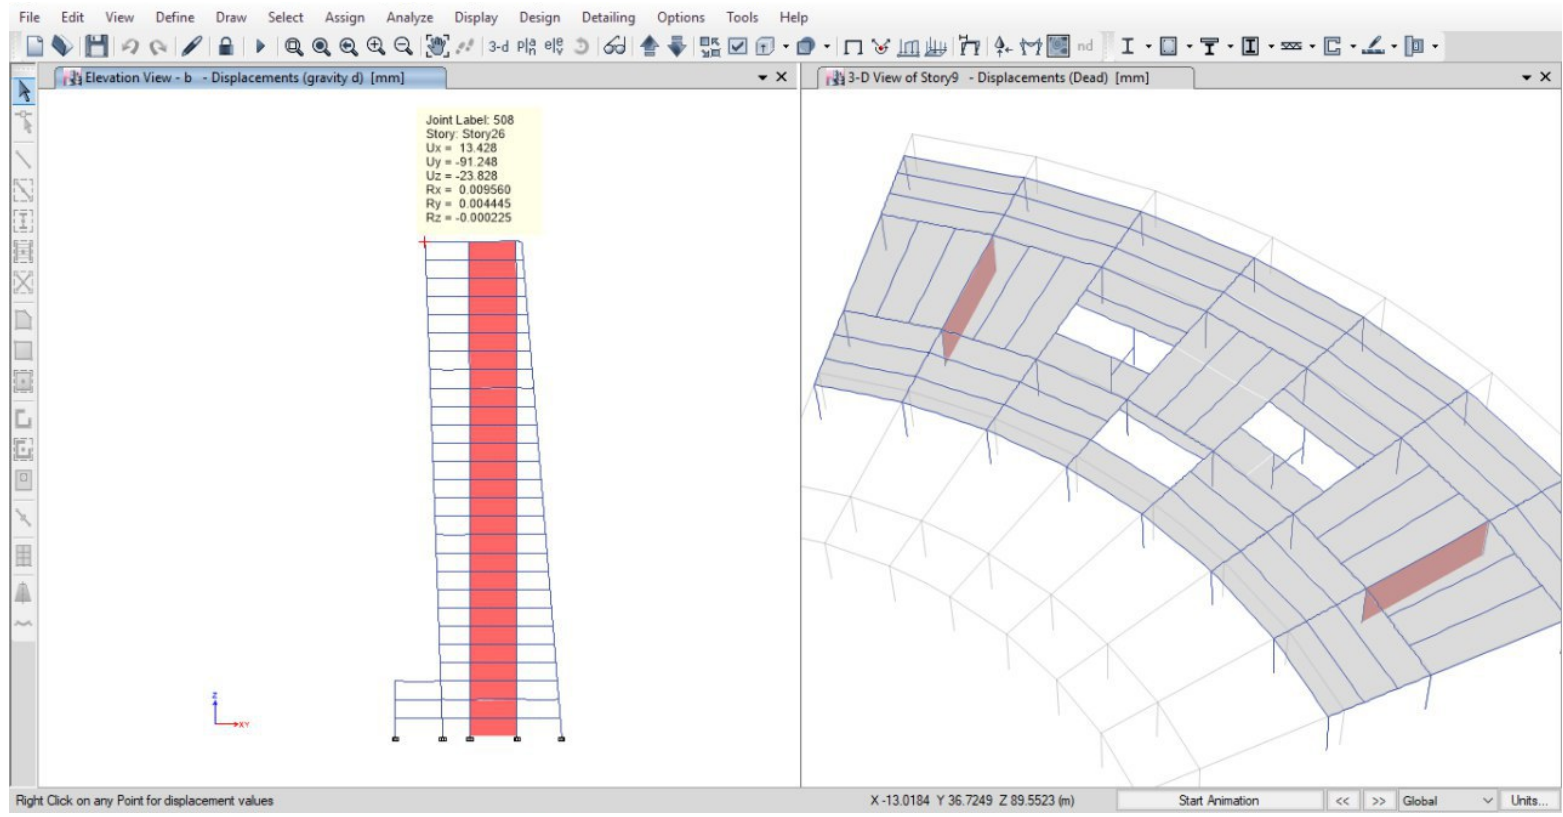 File Edit View Define Draw Select Assign Analyze Display Design Detailing Options Tools Help
3-d nd
Elevation View - b - Displacements (gravity d) [mm]
3-D View of Story9 - Displacements (Dead) [mm]
Joint Label: 508
Story: Story26
Ux = 13.428
Uy = -91.248
Uz = -23.828
Rx = 0.009560
Ry = 0.004445
Rz = -0.000225
Z
XY
Right Click on any Point for displacement values
X -13.0184 Y 36.7249 Z 89.5523 (m)
Start Animation
<< >>
Global
Units...